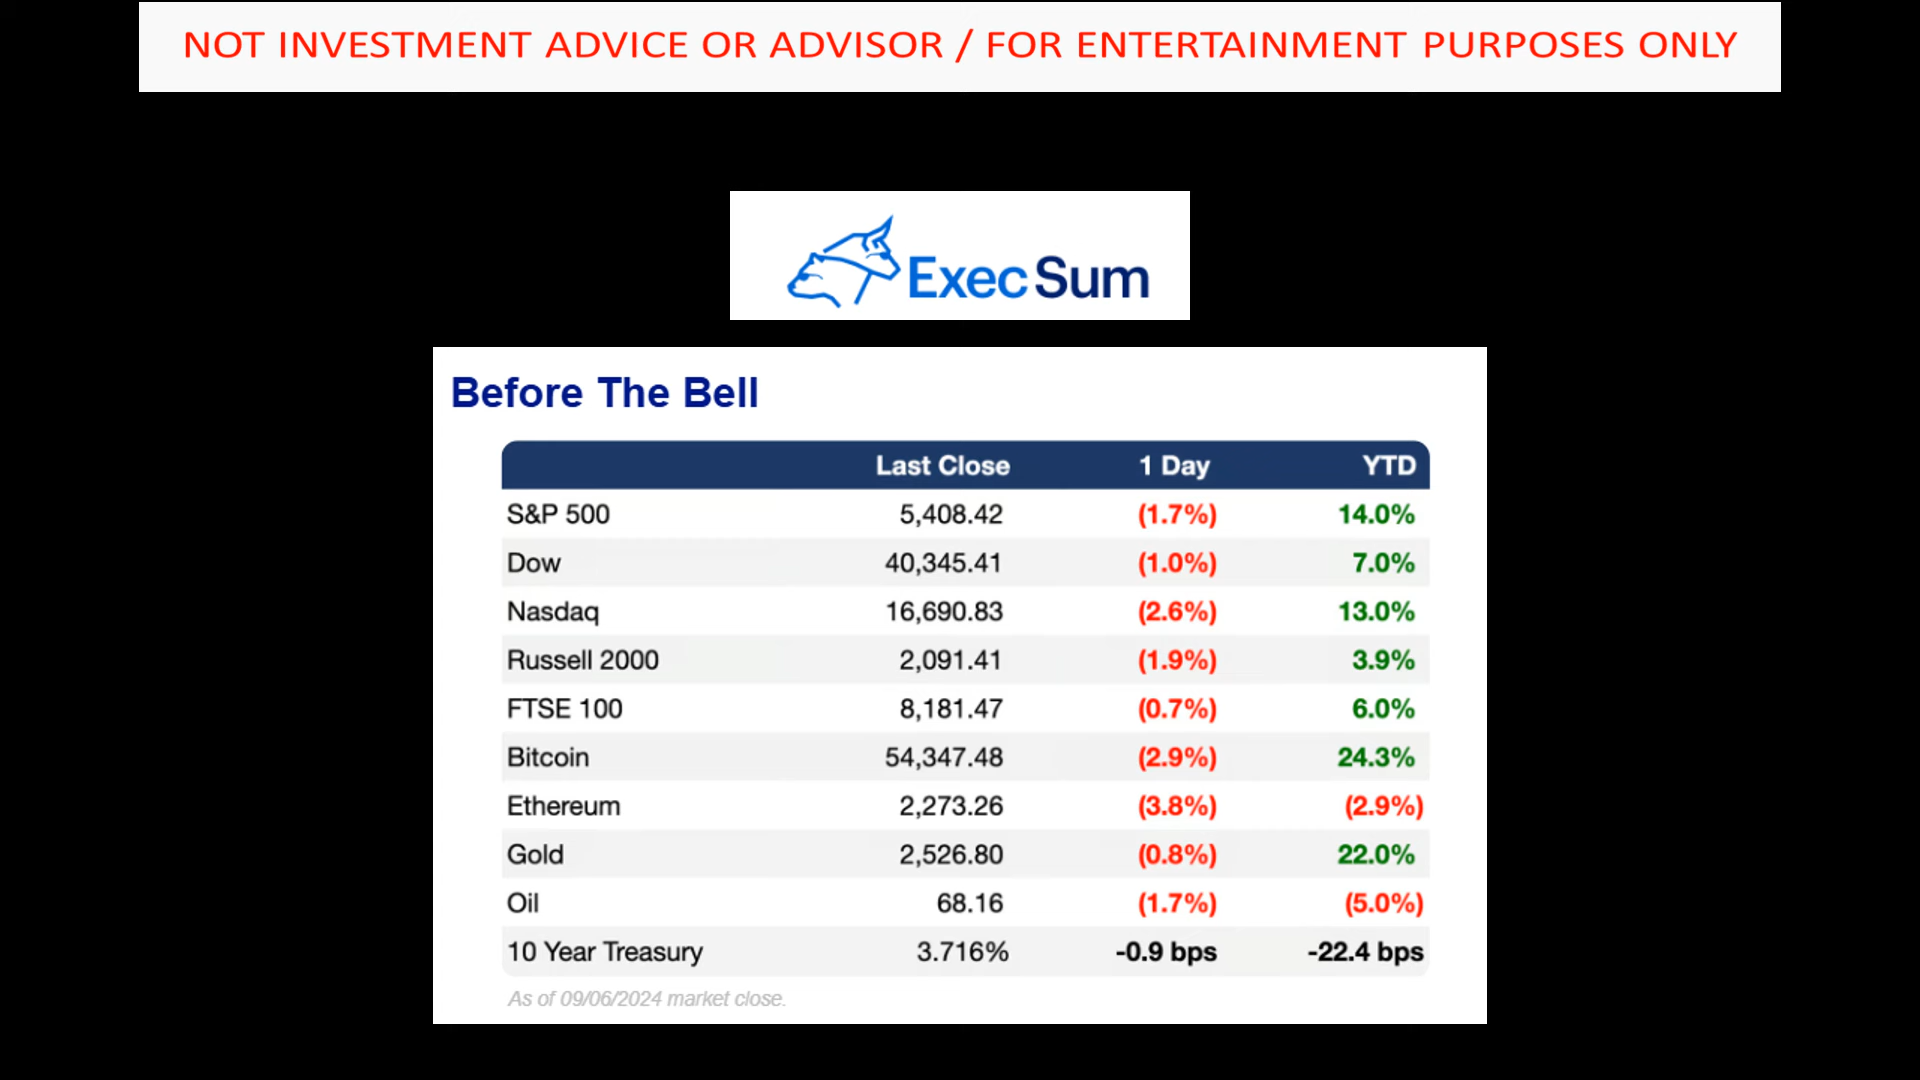 NOT INVESTMENT ADVICE OR ADVISOR / FOR ENTERTAINMENT PURPOSES ONLY
ExecSum
Before The Bell
Last Close 1 Day YTD
S&P 500 5,408.42 (1.7%) 14.0%
Dow 40,345.41 (1.0%) 7.0%
Nasdaq 16,690.83 (2.6%) 13.0%
Russell 2000 2,091.41 (1.9%) 3.9%
FTSE 100 8,181.47 (0.7%) 6.0%
Bitcoin 54,347.48 (2.9%) 24.3%
Ethereum 2,273.26 (3.8%) (2.9%)
Gold 2,526.80 (0.8%) 22.0%
Oil 68.16 (1.7%) (5.0%)
10 Year Treasury 3.716% -0.9 bps -22.4 bps
As of 09/06/2024 market close.